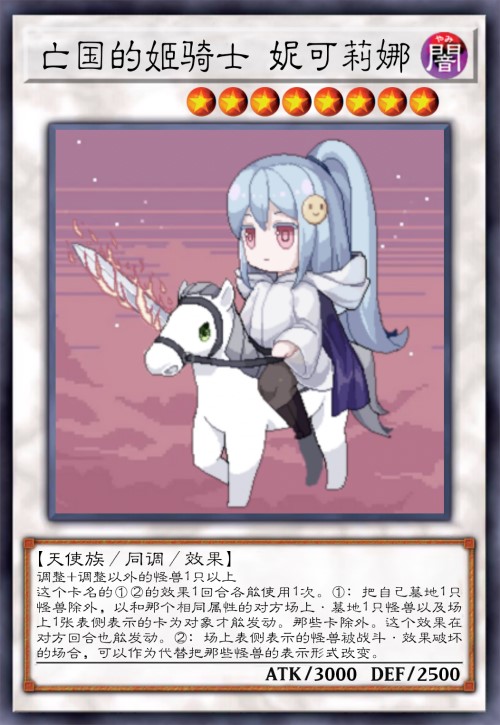 亡国的姬骑士 妮可莉娜
やみ
闇
【天使族／同调／效果】
调整+调整以外的怪兽1只以上
这个卡名的①②的效果1回合各能使用1次。①：把自己墓地1只
怪兽除外，以和那个相同属性的对方场上·墓地1只怪兽以及场
上1张表侧表示的卡为对象才能发动。那些卡除外。这个效果在
对方回合也能发动。②：场上表侧表示的怪兽被战斗·效果破坏
的场合，可以作为代替把那些怪兽的表示形式改变。
ATK/3000 DEF/2500